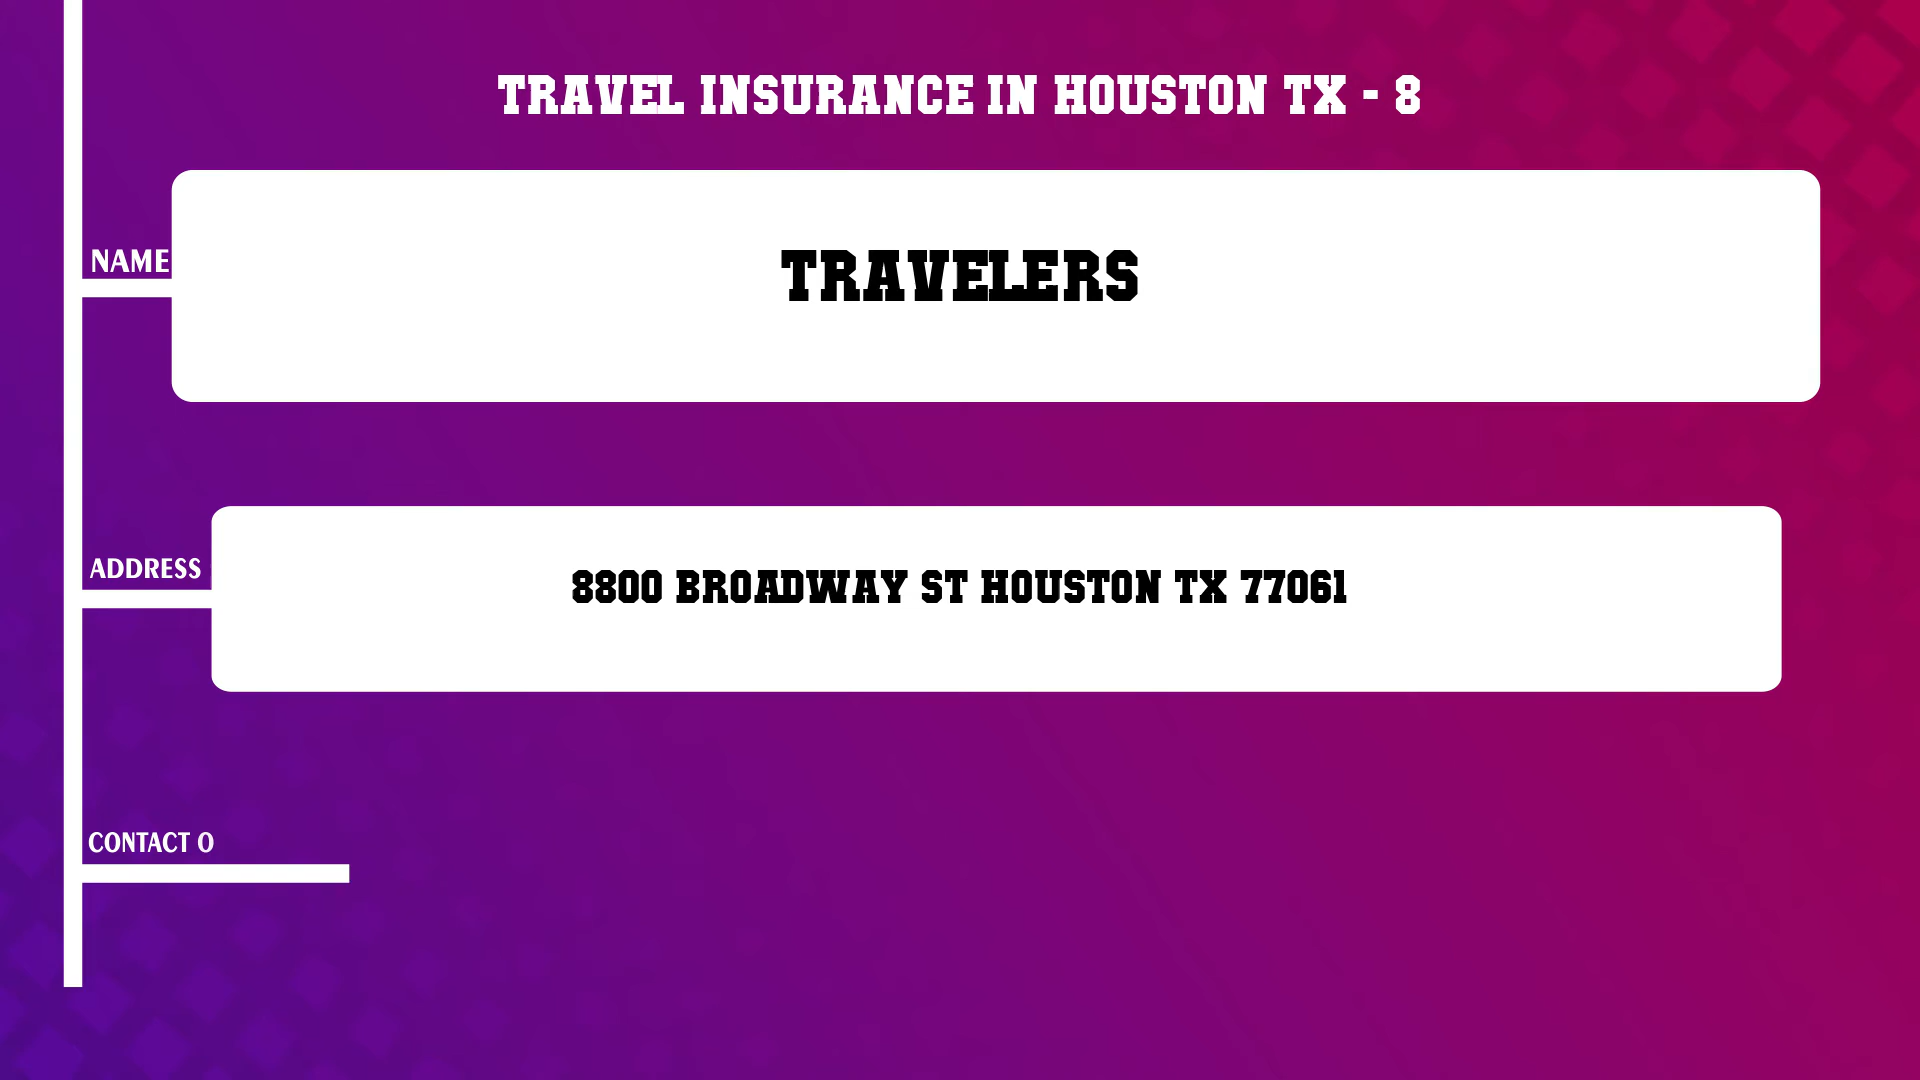 TRAVEL INSURANCE IN HOUSTON TX - 8
NAME
TRAVELERS
ADDRESS
8800 BROADWAY ST HOUSTON TX 77061
CONTACT O